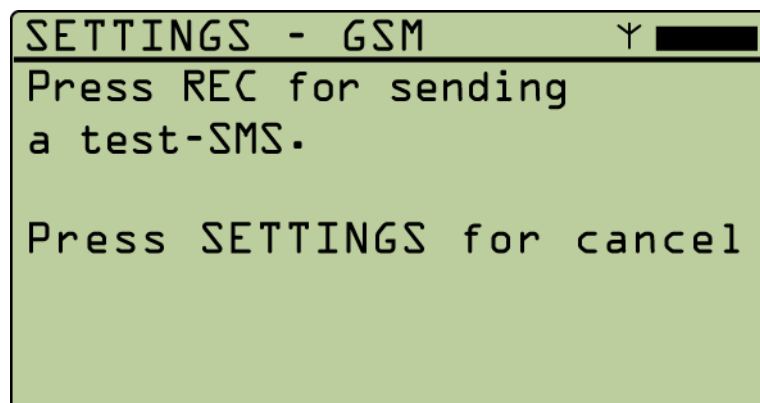 SETTINGS - GSM
Press REC for sending
a test-SMS.
Press SETTINGS for cancel